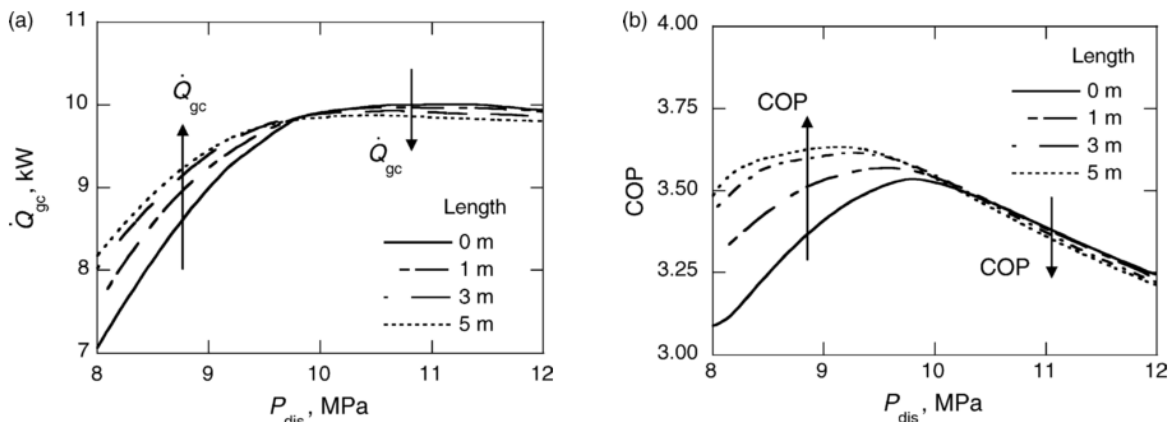 (a)
11
10
9
8
7
Q̇gc, kW
Q̇gc
Q̇gc
Length
0 m
1 m
3 m
5 m
8 9 10 11 12
Pdis, MPa
(b)
4.00
3.75
3.50
3.25
3.00
COP
COP
COP
Length
0 m
1 m
3 m
5 m
8 9 10 11 12
Pdis, MPa